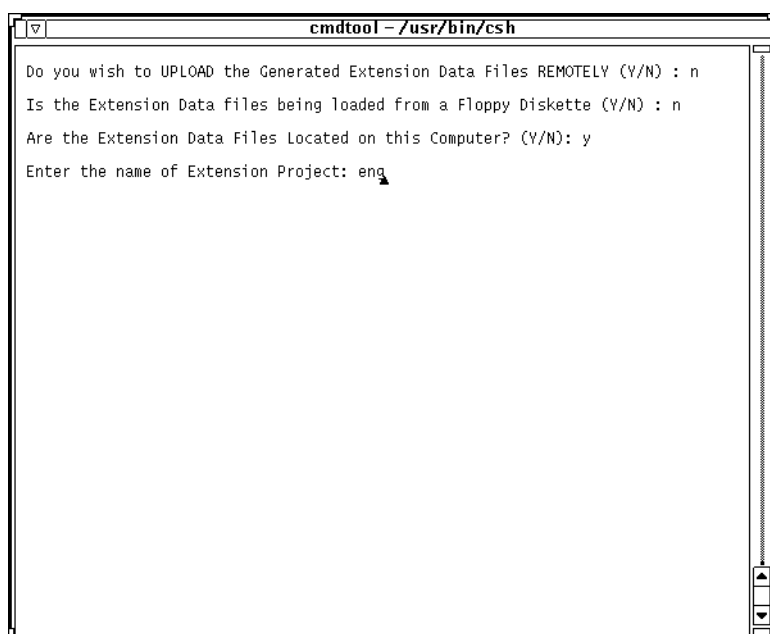 cmdtool – /usr/bin/csh
Do you wish to UPLOAD the Generated Extension Data Files REMOTELY (Y/N) : n
Is the Extension Data files being loaded from a Floppy Diskette (Y/N) : n
Are the Extension Data Files Located on this Computer? (Y/N): y
Enter the name of Extension Project: eng